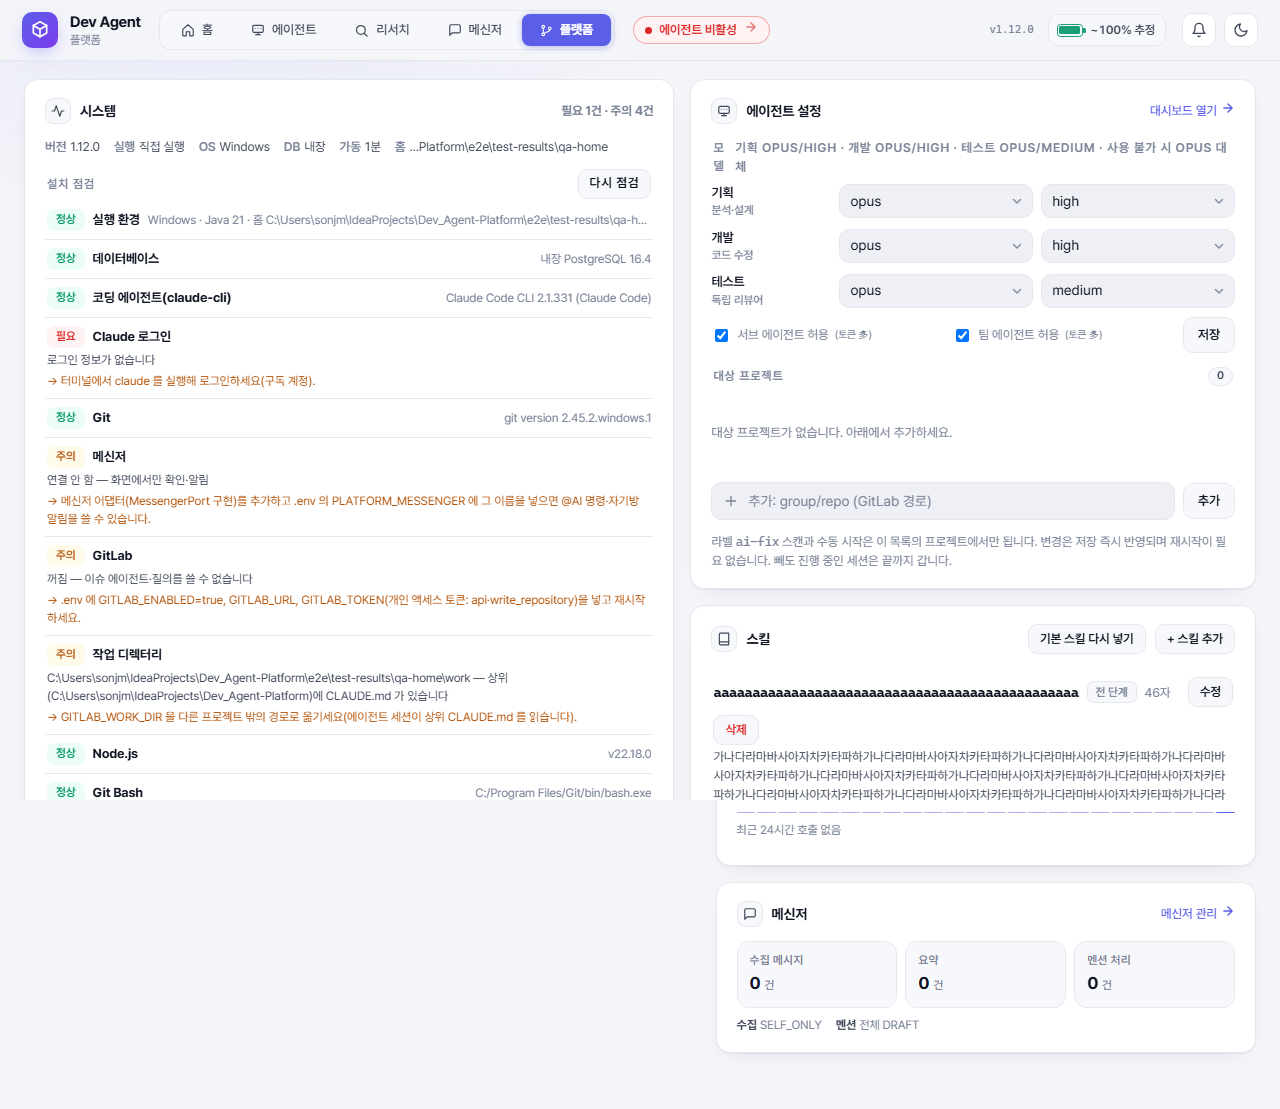 Dev Agent
플랫폼
홈
에이전트
리서치
메신저
플랫폼
에이전트 비활성 →
v1.12.0
~100% 추정
시스템
필요 1건 · 주의 4건
버전 1.12.0 실행 직접 실행 OS Windows DB 내장 가동 1분 홈 ...Platform\e2e\test-results\qa-home
설치 점검
다시 점검
정상 실행 환경 Windows · Java 21 · 홈 C:\Users\sonjm\IdeaProjects\Dev_Agent-Platform\e2e\test-results\qa-h...
정상 데이터베이스 내장 PostgreSQL 16.4
정상 코딩 에이전트(claude-cli) Claude Code CLI 2.1.331 (Claude Code)
필요 Claude 로그인
로그인 정보가 없습니다
→ 터미널에서 claude 를 실행해 로그인하세요(구독 계정).
정상 Git git version 2.45.2.windows.1
주의 메신저
연결 안 함 — 화면에서만 확인·알림
→ 메신저 어댑터(MessengerPort 구현)를 추가하고 .env 의 PLATFORM_MESSENGER 에 그 이름을 넣으면 @AI 명령·자기방
알림을 쓸 수 있습니다.
주의 GitLab
꺼짐 — 이슈 에이전트·질의를 쓸 수 없습니다
→ .env 에 GITLAB_ENABLED=true, GITLAB_URL, GITLAB_TOKEN(개인 액세스 토큰: api·write_repository)을 넣고 재시작
하세요.
주의 작업 디렉터리
C:\Users\sonjm\IdeaProjects\Dev_Agent-Platform\e2e\test-results\qa-home\work — 상위
(C:\Users\sonjm\IdeaProjects\Dev_Agent-Platform)에 CLAUDE.md 가 있습니다
→ GITLAB_WORK_DIR 을 다른 프로젝트 밖의 경로로 옮기세요(에이전트 세션이 상위 CLAUDE.md 를 읽습니다).
정상 Node.js v22.18.0
정상 Git Bash C:/Program Files/Git/bin/bash.exe
에이전트 설정
대시보드 열기 →
모델 기획 OPUS/HIGH · 개발 OPUS/HIGH · 테스트 OPUS/MEDIUM · 사용 불가 시 OPUS 대
체
기획
분석·설계
opus
high
개발
코드 수정
opus
high
테스트
독립 리뷰어
opus
medium
서브 에이전트 허용 (토큰 多)
팀 에이전트 허용 (토큰 多)
저장
대상 프로젝트
0
대상 프로젝트가 없습니다. 아래에서 추가하세요.
추가: group/repo (GitLab 경로)
추가
라벨 ai-fix 스캔과 수동 시작은 이 목록의 프로젝트에서만 됩니다. 변경은 저장 즉시 반영되며 재시작이 필
요 없습니다. 빼도 진행 중인 세션은 끝까지 갑니다.
스킬
기본 스킬 다시 넣기
+ 스킬 추가
aaaaaaaaaaaaaaaaaaaaaaaaaaaaaaaaaaaaaaaaaaaaaa 전 단계 46자 수정
삭제
가나다라마바사아자차카타파하가나다라마바사아자차카타파하가나다라마바사아자차카타파하가나다라마바
사아자차카타파하가나다라마바사아자차카타파하가나다라마바사아자차카타파하가나다라마바사아자차카타
파하가나다라마바사아자차카타파하가나다라마바사아자차카타파하가나다라마바사아자차카타파하가나다라
최근 24시간 호출 없음
메신저
메신저 관리 →
수집 메시지
0 건
요약
0 건
멘션 처리
0 건
수집 SELF_ONLY 멘션 전체 DRAFT